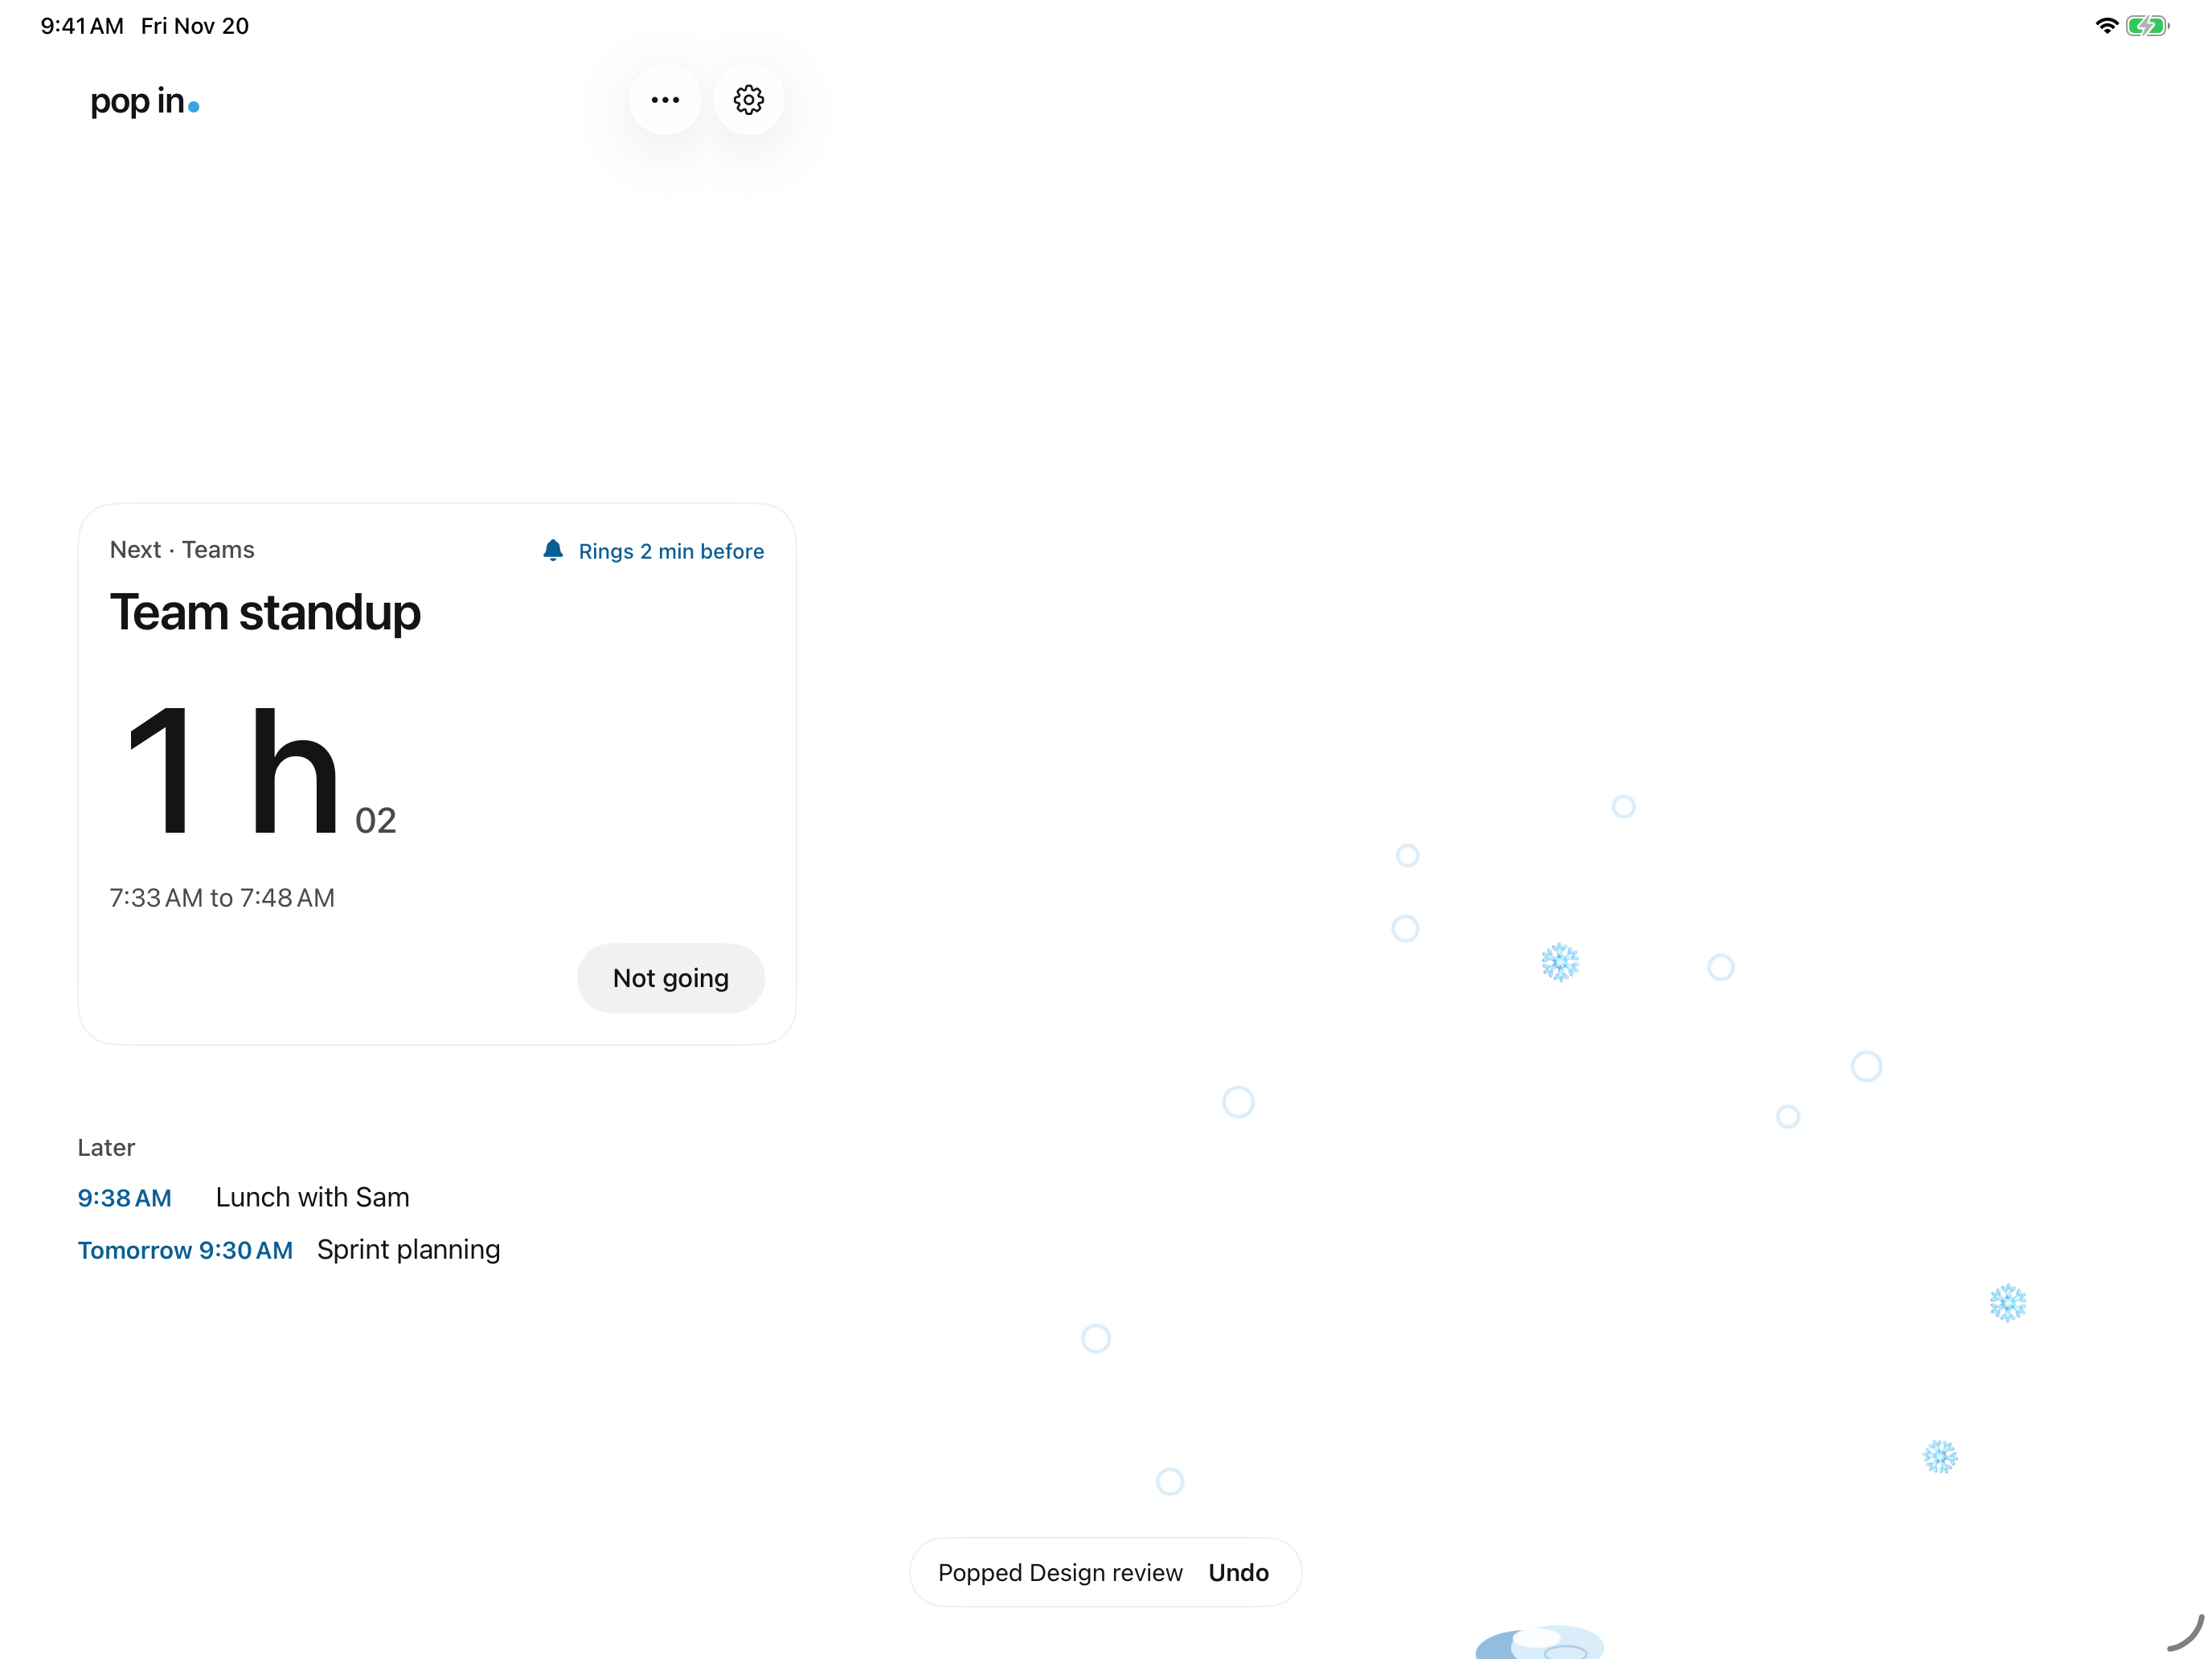 9:41 AM Fri Nov 20
pop in
Next · Teams
Rings 2 min before
Team standup
1 h 02
7:33 AM to 7:48 AM
Not going
Later
9:38 AM Lunch with Sam
Tomorrow 9:30 AM Sprint planning
Popped Design review Undo